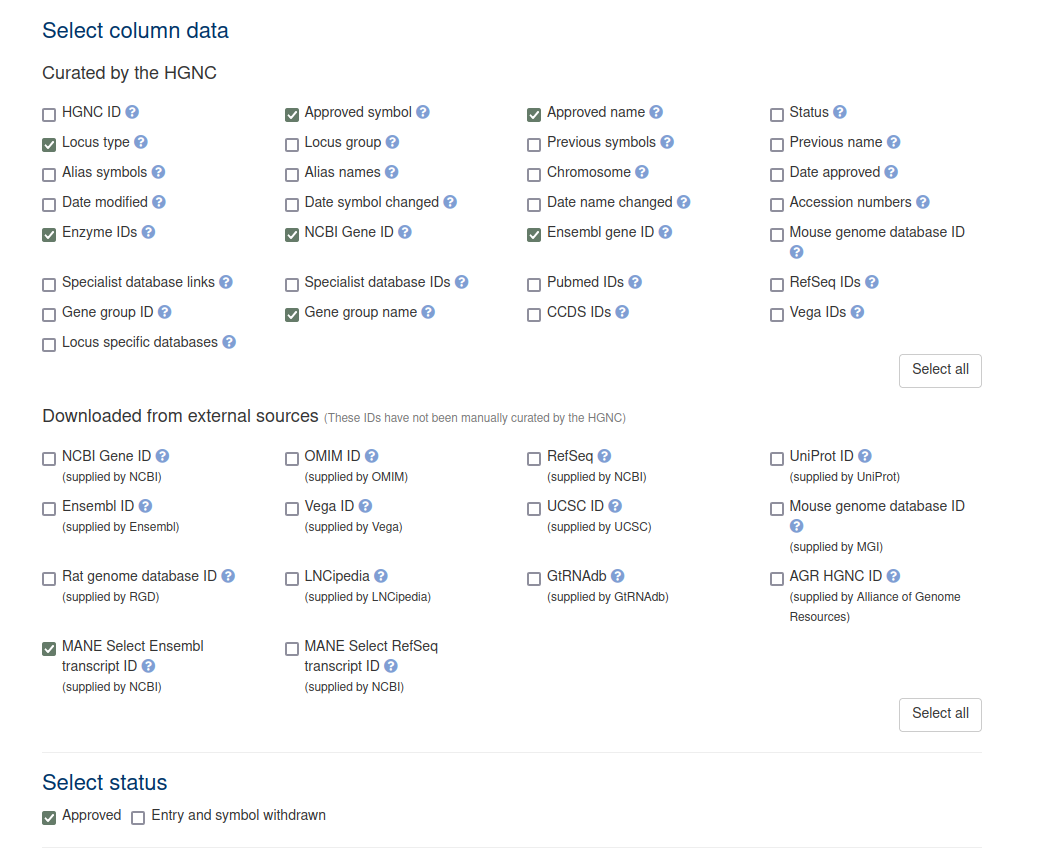 Select column data
Curated by the HGNC
HGNC ID
Approved symbol
Approved name
Status
Locus type
Locus group
Previous symbols
Previous name
Alias symbols
Alias names
Chromosome
Date approved
Date modified
Date symbol changed
Date name changed
Accession numbers
Enzyme IDs
NCBI Gene ID
Ensembl gene ID
Mouse genome database ID
Specialist database links
Specialist database IDs
Pubmed IDs
RefSeq IDs
Gene group ID
Gene group name
CCDS IDs
Vega IDs
Locus specific databases
Select all
Downloaded from external sources (These IDs have not been manually curated by the HGNC)
NCBI Gene ID
(supplied by NCBI)
OMIM ID
(supplied by OMIM)
RefSeq
(supplied by NCBI)
UniProt ID
(supplied by UniProt)
Ensembl ID
(supplied by Ensembl)
Vega ID
(supplied by Vega)
UCSC ID
(supplied by UCSC)
Mouse genome database ID
(supplied by MGI)
Rat genome database ID
(supplied by RGD)
LNCipedia
(supplied by LNCipedia)
GtRNAdb
(supplied by GtRNAdb)
AGR HGNC ID
(supplied by Alliance of Genome
Resources)
MANE Select Ensembl
transcript ID
(supplied by NCBI)
MANE Select RefSeq
transcript ID
(supplied by NCBI)
Select all
Select status
Approved
Entry and symbol withdrawn